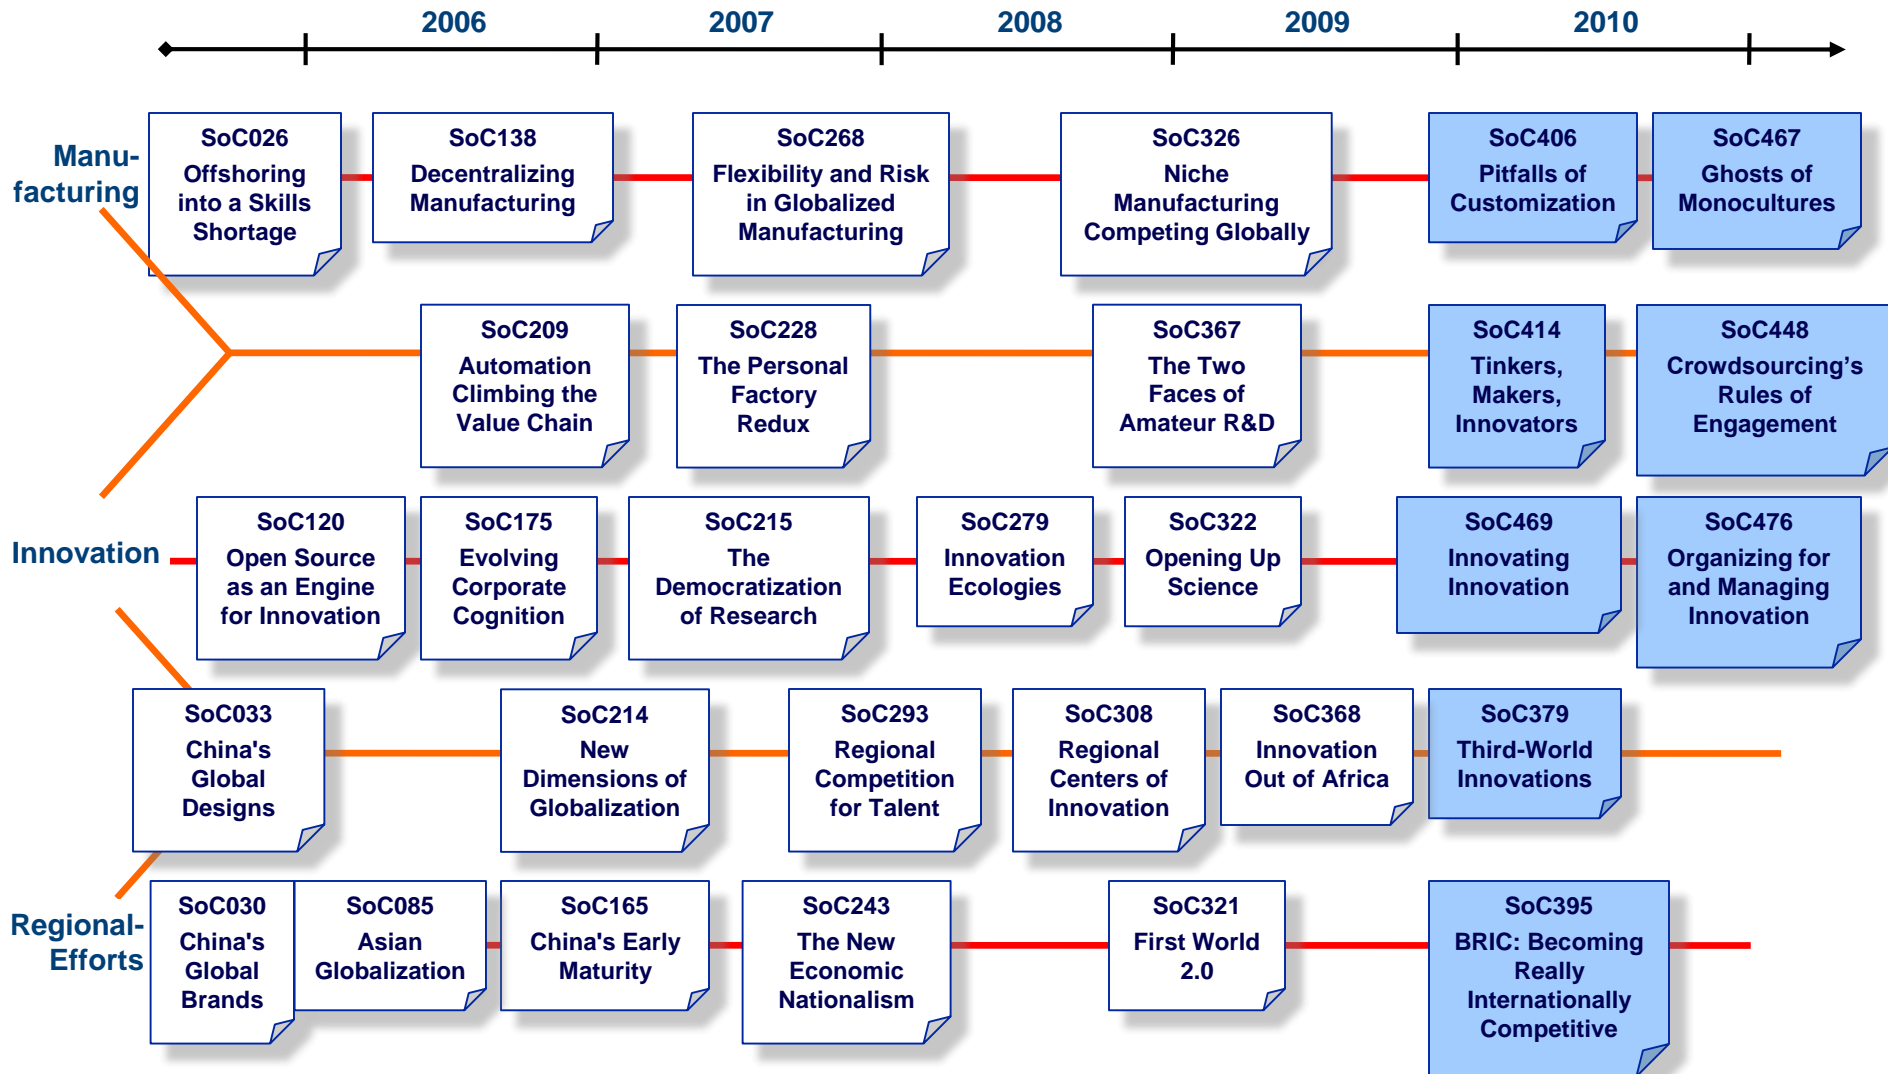 2006
2007
2008
2009
2010
Manu-
facturing
SoC026
Offshoring
into a Skills
Shortage
SoC138
Decentralizing
Manufacturing
SoC268
Flexibility and Risk
in Globalized
Manufacturing
SoC326
Niche
Manufacturing
Competing Globally
SoC406
Pitfalls of
Customization
SoC467
Ghosts of
Monocultures
SoC209
Automation
Climbing the
Value Chain
SoC228
The Personal
Factory
Redux
SoC367
The Two
Faces of
Amateur R&D
SoC414
Tinkers,
Makers,
Innovators
SoC448
Crowdsourcing’s
Rules of
Engagement
Innovation
SoC120
Open Source
as an Engine
for Innovation
SoC175
Evolving
Corporate
Cognition
SoC215
The
Democratization
of Research
SoC279
Innovation
Ecologies
SoC322
Opening Up
Science
SoC469
Innovating
Innovation
SoC476
Organizing for
and Managing
Innovation
SoC033
China's
Global
Designs
SoC214
New
Dimensions of
Globalization
SoC293
Regional
Competition
for Talent
SoC308
Regional
Centers of
Innovation
SoC368
Innovation
Out of Africa
SoC379
Third-World
Innovations
Regional-
Efforts
SoC030
China's
Global
Brands
SoC085
Asian
Globalization
SoC165
China's Early
Maturity
SoC243
The New
Economic
Nationalism
SoC321
First World
2.0
SoC395
BRIC: Becoming
Really
Internationally
Competitive